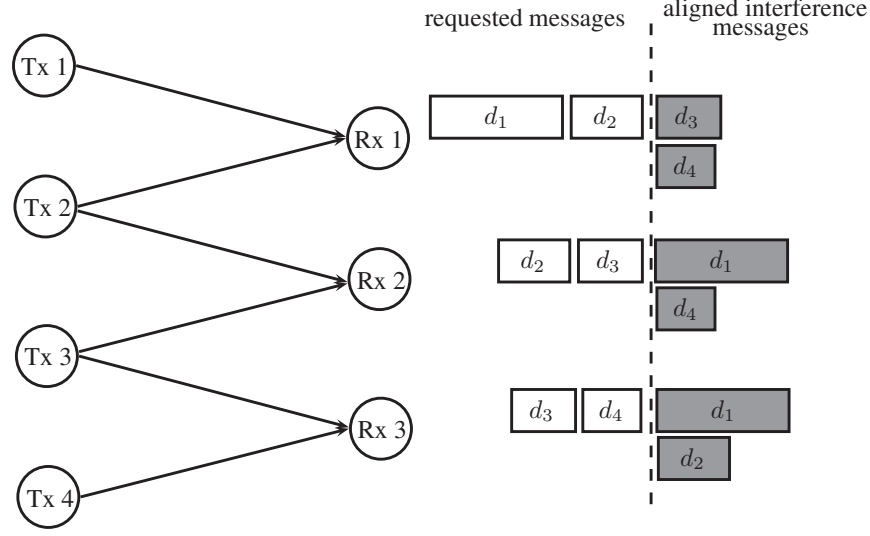 requested messages
aligned interference
messages
Tx 1
Rx 1
d₁
d₂
d₃
d₄
Tx 2
Rx 2
d₂
d₃
d₁
d₄
Tx 3
Rx 3
d₃
d₄
d₁
d₂
Tx 4